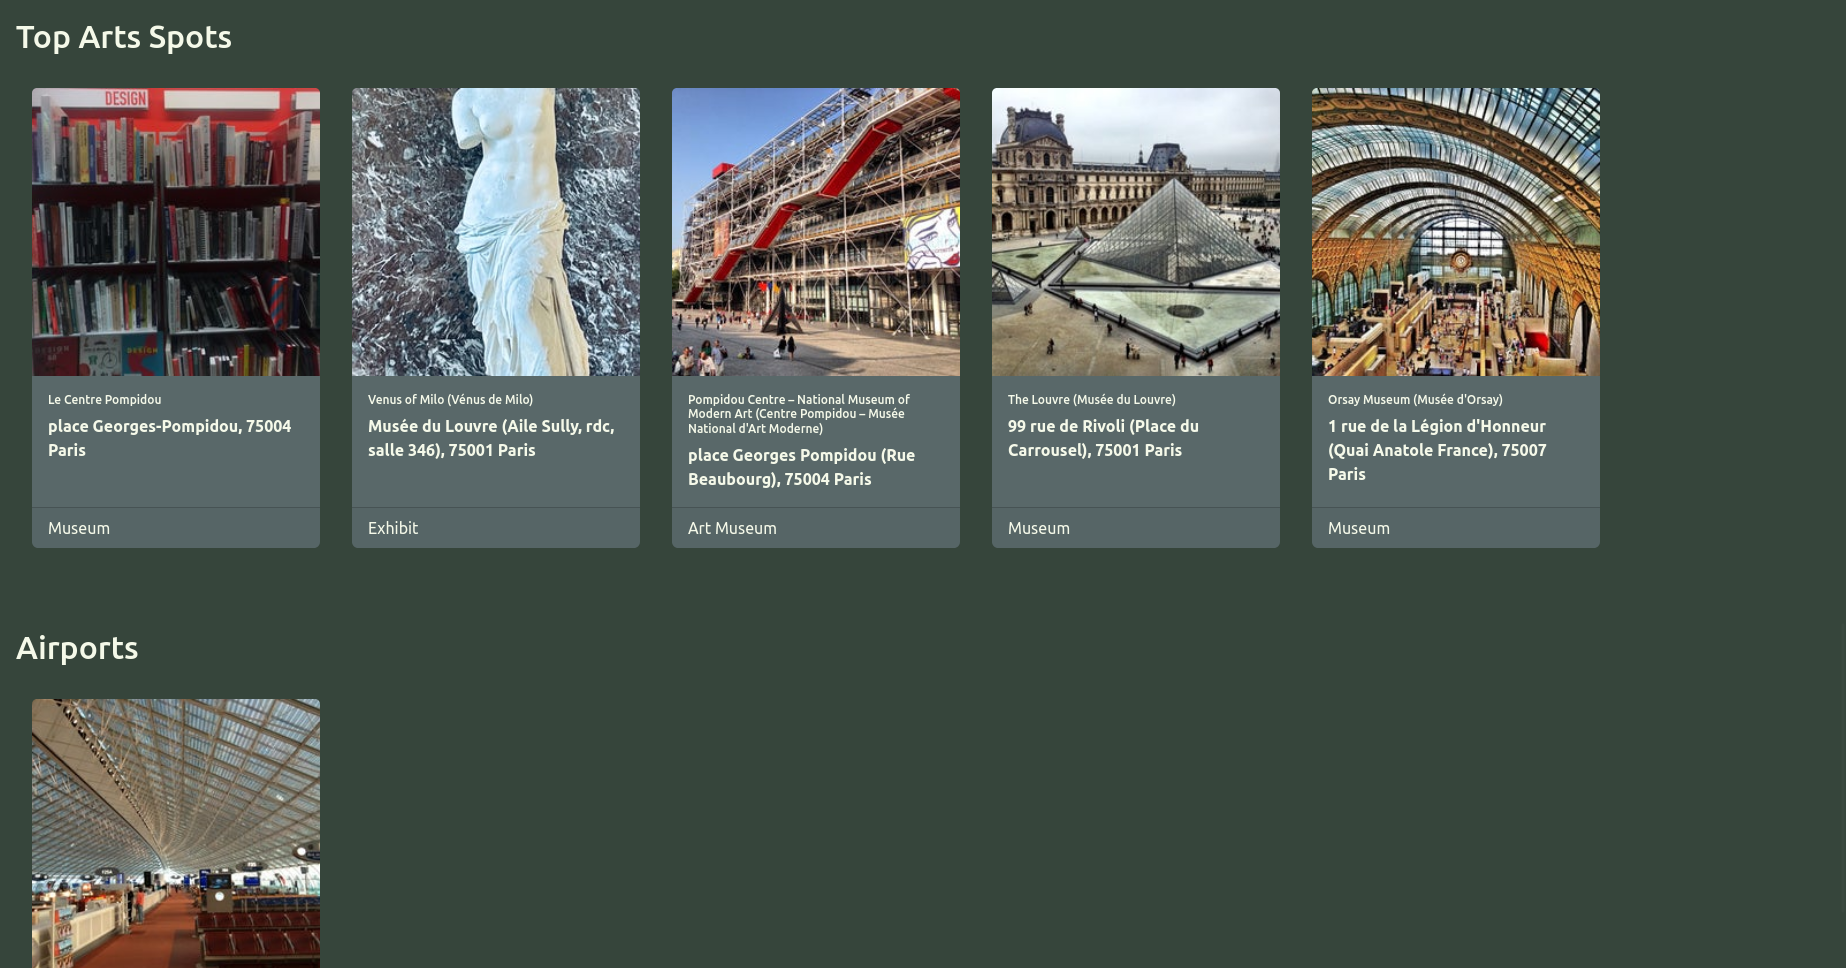 Top Arts Spots
DESIGN
Le Centre Pompidou
place Georges-Pompidou, 75004
Paris
Museum
Venus of Milo (Vénus de Milo)
Musée du Louvre (Aile Sully, rdc,
salle 346), 75001 Paris
Exhibit
Pompidou Centre – National Museum of
Modern Art (Centre Pompidou – Musée
National d'Art Moderne)
place Georges Pompidou (Rue
Beaubourg), 75004 Paris
Art Museum
The Louvre (Musée du Louvre)
99 rue de Rivoli (Place du
Carrousel), 75001 Paris
Museum
Orsay Museum (Musée d'Orsay)
1 rue de la Légion d'Honneur
(Quai Anatole France), 75007
Paris
Museum
Airports